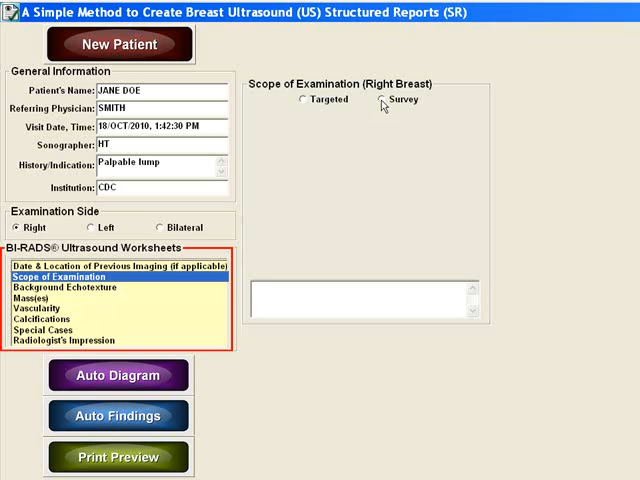 A Simple Method to Create Breast Ultrasound (US) Structured Reports (SR)
New Patient
General Information
Patient's Name: JANE DOE
Referring Physician: SMITH
Visit Date, Time: 18/OCT/2010, 1:42:30 PM
Sonographer: HT
History/Indication: Palpable lump
Institution: CDC
Examination Side
Right Left Bilateral
BI-RADS® Ultrasound Worksheets
Date & Location of Previous Imaging (if applicable)
Scope of Examination
Background Echotexture
Mass(es)
Vascularity
Calcifications
Special Cases
Radiologist's Impression
Auto Diagram
Auto Findings
Print Preview
Scope of Examination (Right Breast)
Targeted Survey